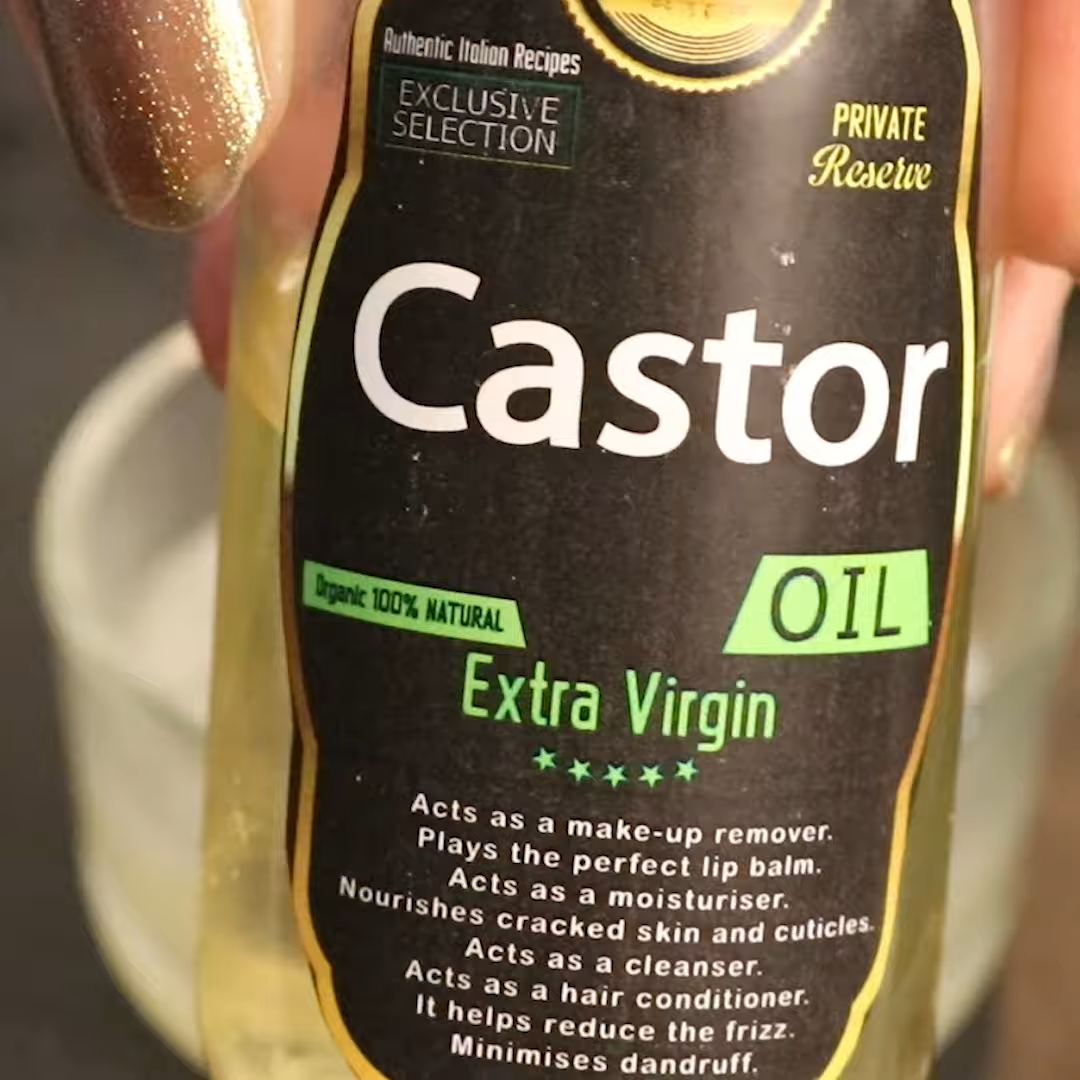 Authentic Italian Recipes
EXCLUSIVE
SELECTION
PRIVATE
Reserve
Castor
Organic 100% NATURAL
OIL
Extra Virgin
Acts as a make-up remover.
Plays the perfect lip balm.
Acts as a moisturiser.
Nourishes cracked skin and cuticles.
Acts as a cleanser.
Acts as a hair conditioner.
It helps reduce the frizz.
Minimises dandruff.